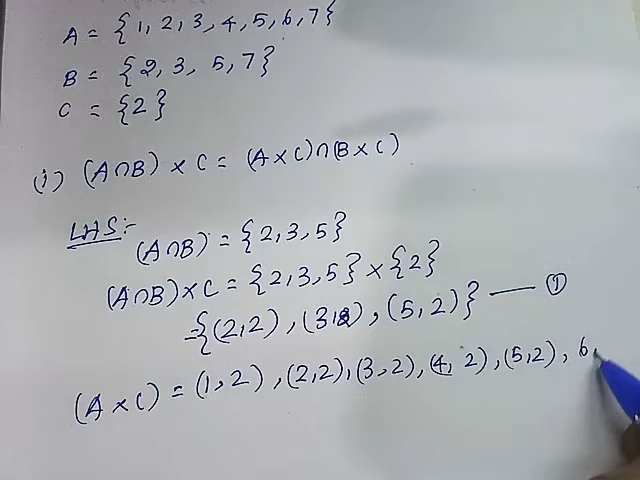 A = {1, 2, 3, 4, 5, 6, 7}
B = {2, 3, 5, 7}
C = {2}
(i) (A∩B) × C = (A×C)∩(B×C)
LHS:-
(A∩B) = {2, 3, 5}
(A∩B)×C = {2, 3, 5} × {2}
={(2,2), (3,2), (5,2)} — ①
(A×C) = (1,2), (2,2), (3,2), (4,2), (5,2), 6,